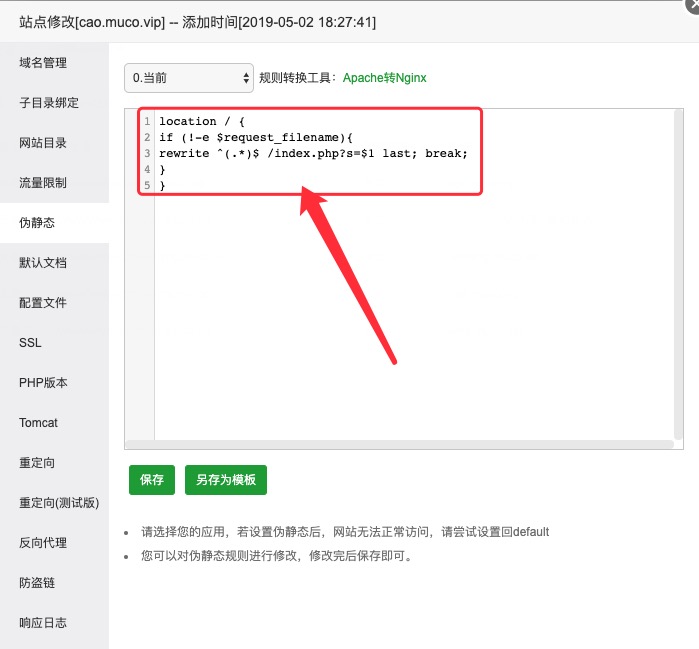 站点修改[cao.muco.vip] -- 添加时间[2019-05-02 18:27:41]
域名管理
子目录绑定
网站目录
流量限制
伪静态
默认文档
配置文件
SSL
PHP版本
Tomcat
重定向
重定向(测试版)
反向代理
防盗链
响应日志
0.当前 规则转换工具：Apache转Nginx
1 location / {
2 if (!-e $request_filename){
3 rewrite ^(.*)$ /index.php?s=$1 last; break;
4 }
5 }
保存 另存为模板
请选择您的应用，若设置伪静态后，网站无法正常访问，请尝试设置回default
您可以对伪静态规则进行修改，修改完后保存即可。